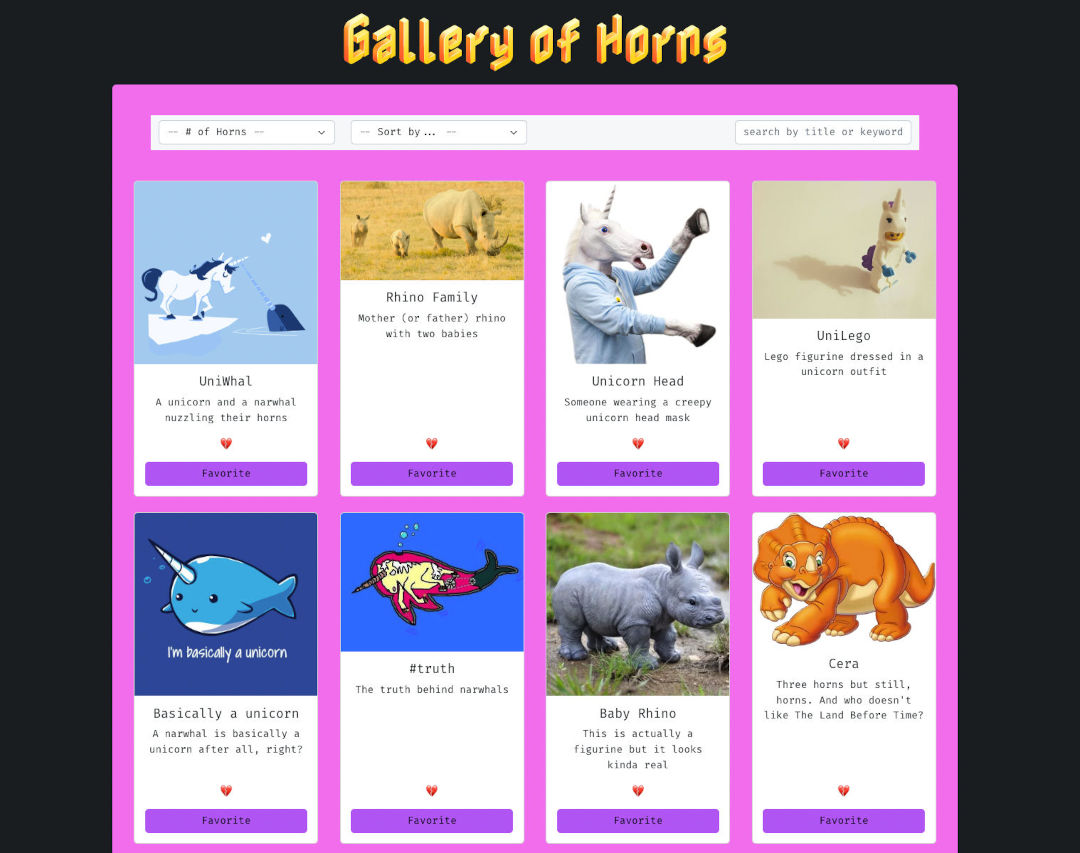 Gallery of Horns
-- # of Horns --
-- Sort by... --
search by title or keyword
UniWhal
A unicorn and a narwhal
nuzzling their horns
Favorite
Rhino Family
Mother (or father) rhino
with two babies
Favorite
Unicorn Head
Someone wearing a creepy
unicorn head mask
Favorite
UniLego
Lego figurine dressed in a
unicorn outfit
Favorite
I'm basically a unicorn
Basically a unicorn
A narwhal is basically a
unicorn after all, right?
Favorite
#truth
The truth behind narwhals
Favorite
Baby Rhino
This is actually a
figurine but it looks
kinda real
Favorite
Cera
Three horns but still,
horns. And who doesn't
like The Land Before Time?
Favorite